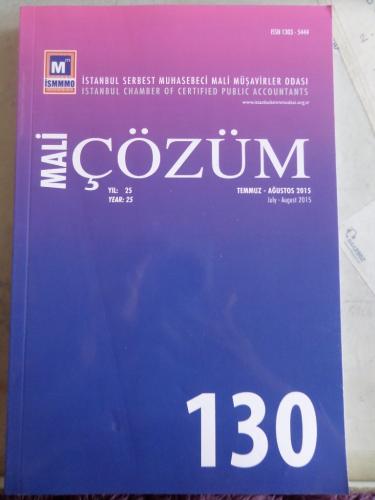 ISSN 1303 - 5444
M
İSMMMO
İSTANBUL SERBEST MUHASEBECİ MALİ MÜŞAVİRLER ODASI
ISTANBUL CHAMBER OF CERTIFIED PUBLIC ACCOUNTANTS
MALİ
ÇÖZÜM
YIL: 25
YEAR: 25
TEMMUZ - AĞUSTOS 2015
July - August 2015
130